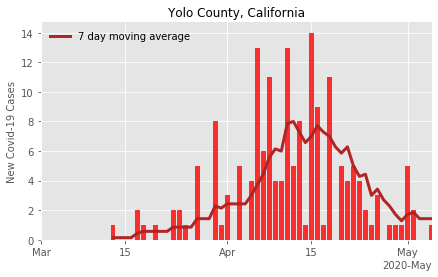 Yolo County, California
7 day moving average
New Covid-19 Cases
14
12
10
8
6
4
2
0
Mar 15 Apr 15 May
2020-May